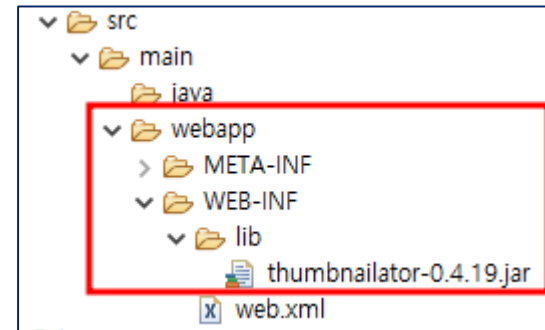 src
main
java
webapp
META-INF
WEB-INF
lib
thumbnailator-0.4.19.jar
web.xml